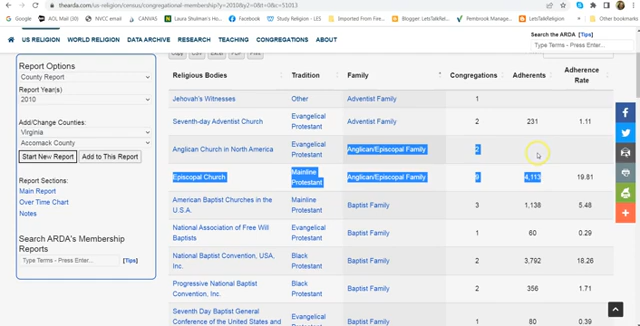 thearda.com/us-religion/census/congregational-membership?y=2010&y2=0&t=0&c=51013
Apps
AOL Mail (30)
NVCC email
CANVAS
Laura Shulman's Ho...
Facebook
Study Religion
Imported From Fire...
Amazon
Pembrook Manage...
LetsTalkReligion
Other bookmarks
US RELIGION
WORLD RELIGION
DATA ARCHIVE
RESEARCH
TEACHING
CONGREGATIONS
ABOUT
Search the ARDA: [Tips]
Type Terms - Press Enter...
Report Options
County Report
Report Year(s)
2010
Add/Change Counties:
Virginia
Accomack County
Start New Report
Add to This Report
Report Sections:
Main Report
Over Time Chart
Notes
Search ARDA's Membership
Reports
Type Terms - Press Enter...
[Tips]
Copy CSV Excel PDF Print
Religious Bodies Tradition Family Congregations Adherents Adherence
Rate
Jehovah's Witnesses Other Adventist Family 1
Seventh-day Adventist Church Evangelical
Protestant Adventist Family 2 231 1.11
Anglican Church in North America Evangelical
Protestant Anglican/Episcopal Family 2
Episcopal Church Mainline
Protestant Anglican/Episcopal Family 9 4,113 19.81
American Baptist Churches in the
U.S.A. Mainline
Protestant Baptist Family 3 1,138 5.48
National Association of Free Will
Baptists Evangelical
Protestant Baptist Family 1 60 0.29
National Baptist Convention, USA,
Inc. Black
Protestant Baptist Family 2 3,792 18.26
Progressive National Baptist
Convention, Inc. Black
Protestant Baptist Family 2 356 1.71
Seventh Day Baptist General
Conference of the United States and Evangelical
Protestant Baptist Family 1 80 0.39